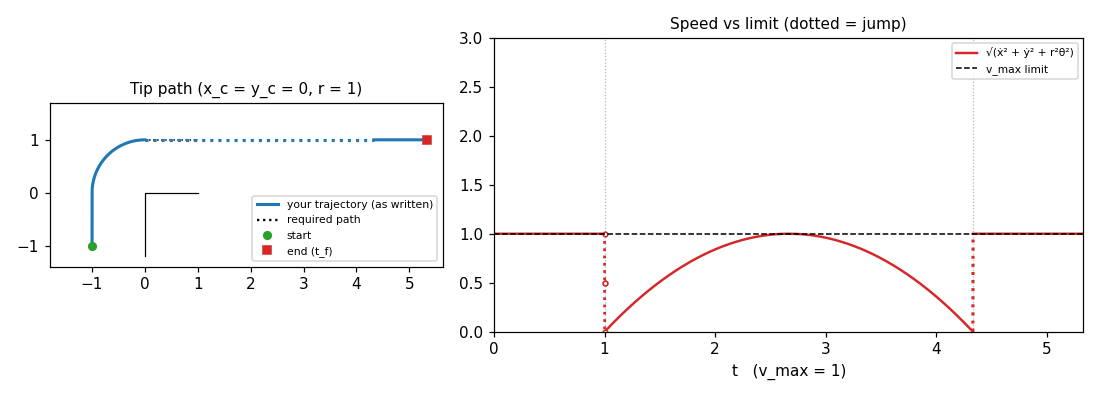 Tip path (x_c = y_c = 0, r = 1)
1
0
−1
−1
0
1
2
3
4
5
your trajectory (as written)
required path
start
end (t_f)
Speed vs limit (dotted = jump)
3.0
2.5
2.0
1.5
1.0
0.5
0.0
0
1
2
3
4
5
√(ẋ² + ẏ² + r²θ̇²)
v_max limit
t (v_max = 1)